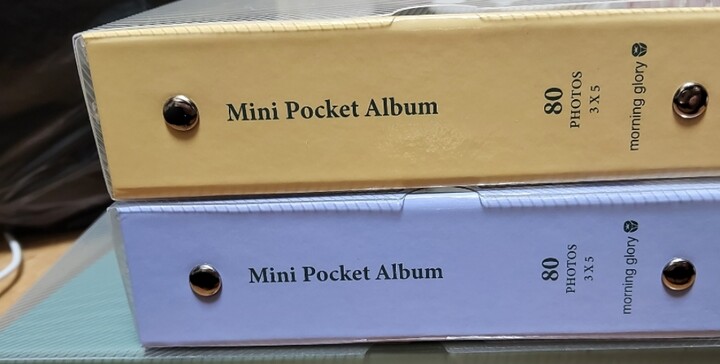 Mini Pocket Album
80
PHOTOS
3 X 5
morning glory
Mini Pocket Album
80
PHOTOS
3 X 5
morning glory